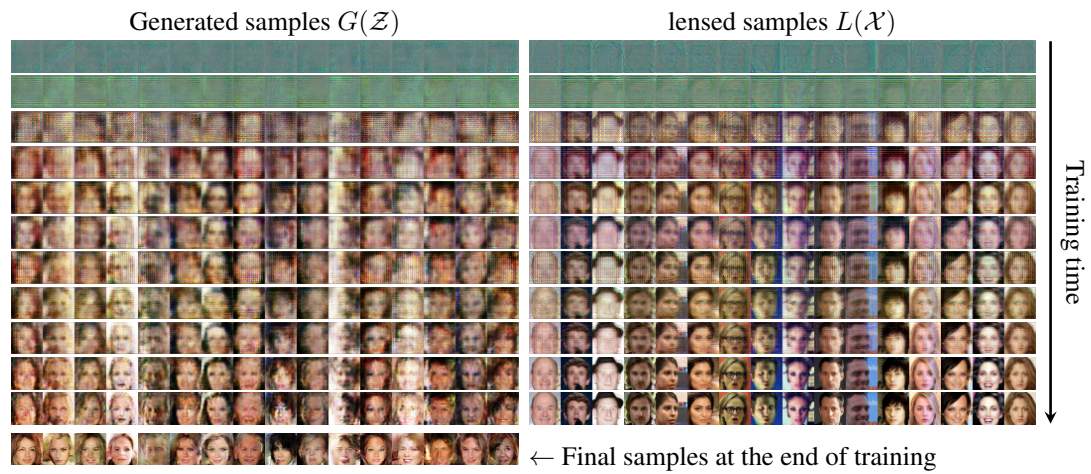 Generated samples G(𝒵)
lensed samples L(𝒳)
Training time
← Final samples at the end of training